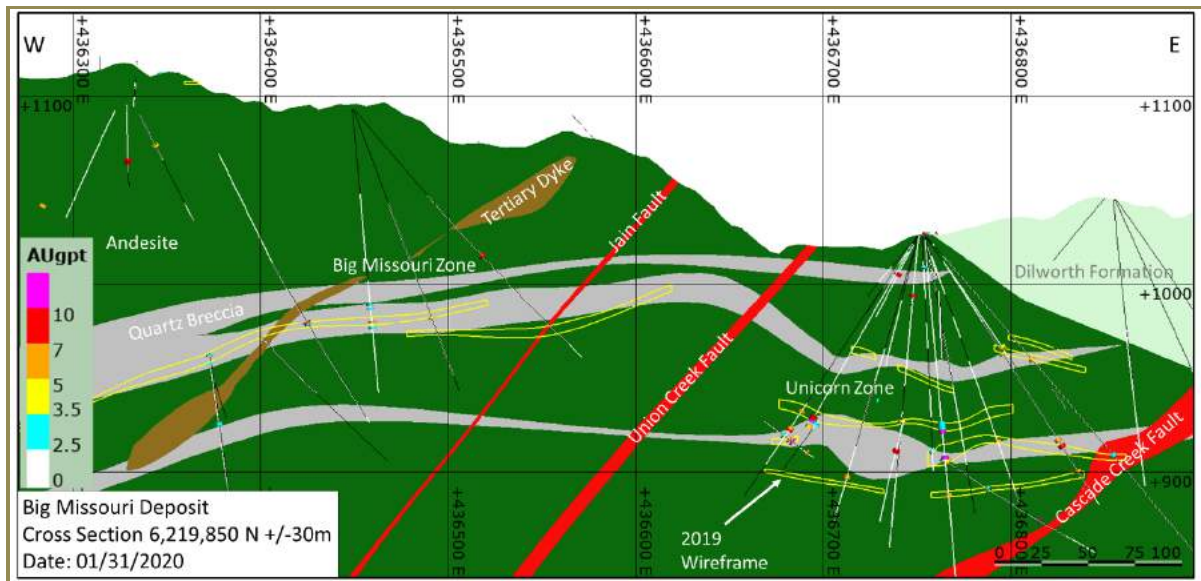 W
E
+436300 E
+436400 E
+436500 E
+436600 E
+436700 E
+436800 E
+1100
+1100
Tertiary Dyke
Jain Fault
Andesite
Big Missouri Zone
Dilworth Formation
AUgpt
10
7
5
3.5
2.5
0
+1000
Quartz Breccia
Union Creek Fault
Unicorn Zone
Cascade Creek Fault
+900
2019
Wireframe
Big Missouri Deposit
Cross Section 6,219,850 N +/-30m
Date: 01/31/2020
+436500 E
+436600 E
+436700 E
+436800 E
0 25 50 75 100